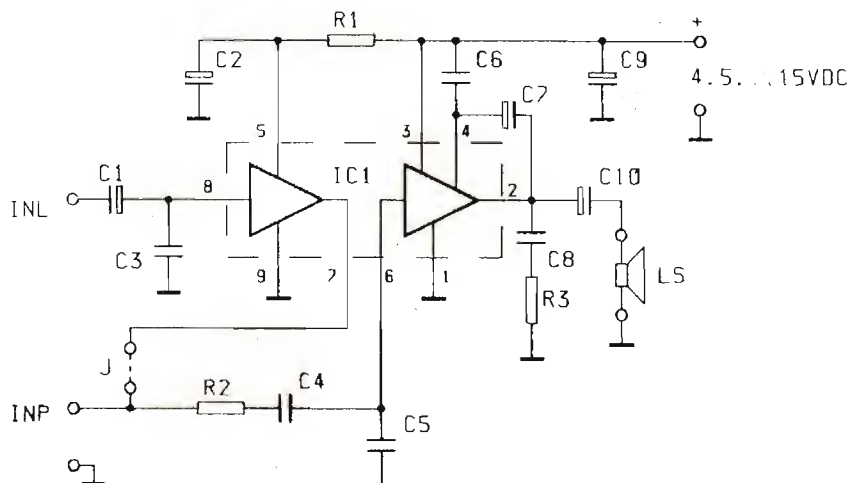 R1
+
C2
C6
C9
4.5...15VDC
C7
5
3
4
C1
8
IC1
2
C10
INL
C3
C8
LS
9
7
6
1
R3
J
R2
C4
INP
C5